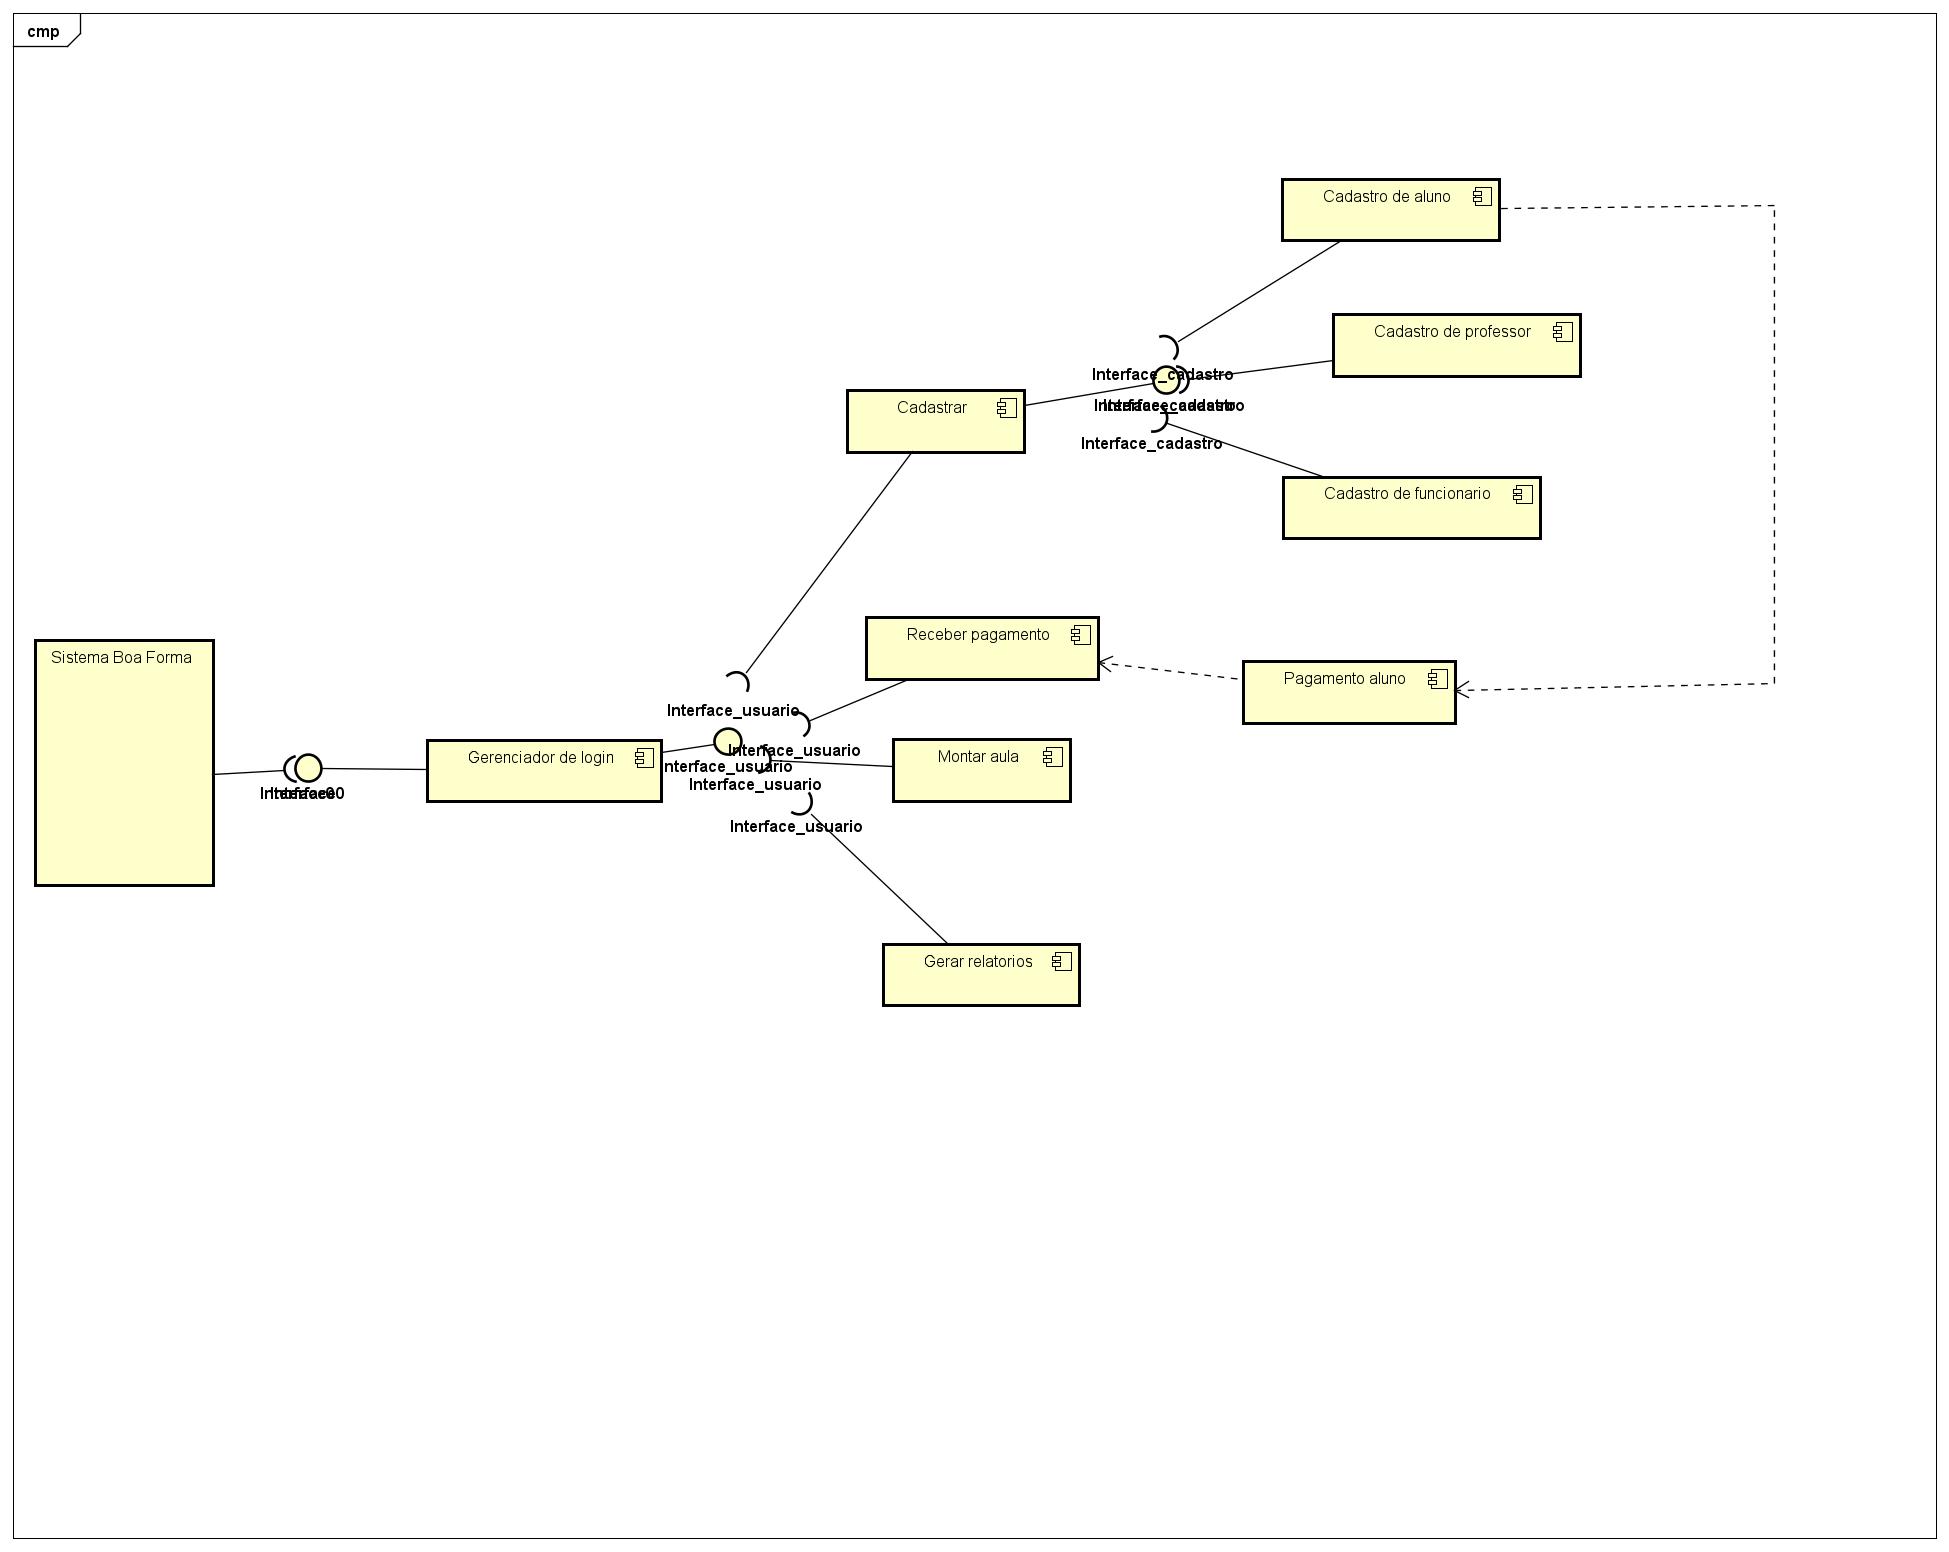 cmp
Cadastro de aluno
Cadastro de professor
Interface_cadastro
Cadastrar
Interface_cadastro
Interface_cadastro
Cadastro de funcionario
Receber pagamento
Sistema Boa Forma
Pagamento aluno
Interface_usuario
Interface_usuario
Gerenciador de login
Montar aula
Interface_usuario
Interface_usuario
Interface_usuario
Gerar relatorios